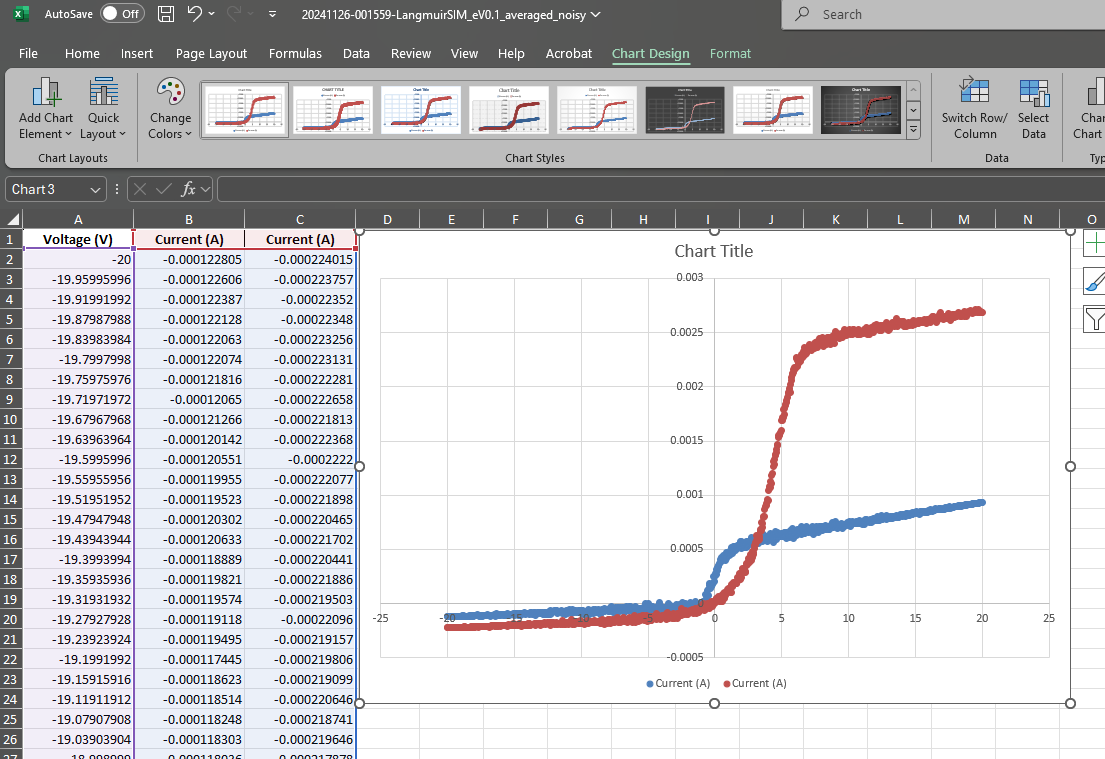 AutoSave Off 20241126-001559-LangmuirSIM_eV0.1_averaged_noisy Search
File Home Insert Page Layout Formulas Data Review View Help Acrobat Chart Design Format
Add Chart Element
Quick Layout
Change Colors
Switch Row/ Column
Select Data
Chart Layouts Chart Styles Data
Chart 3 fx
A B C D E F G H I J K L M N O
1 Voltage (V) Current (A) Current (A)
2 -20 -0.000122805 -0.000224015
3 -19.95995996 -0.000122606 -0.000223757
4 -19.91991992 -0.000122387 -0.00022352
5 -19.87987988 -0.000122128 -0.00022348
6 -19.83983984 -0.000122063 -0.000223256
7 -19.7997998 -0.000122074 -0.000223131
8 -19.75975976 -0.000121816 -0.000222281
9 -19.71971972 -0.00012065 -0.000222658
10 -19.67967968 -0.000121266 -0.000221813
11 -19.63963964 -0.000120142 -0.000222368
12 -19.5995996 -0.000120551 -0.0002222
13 -19.55955956 -0.000119955 -0.000222077
14 -19.51951952 -0.000119523 -0.000221898
15 -19.47947948 -0.000120302 -0.000220465
16 -19.43943944 -0.000120633 -0.000221702
17 -19.3993994 -0.000118889 -0.000220441
18 -19.35935936 -0.000119821 -0.000221886
19 -19.31931932 -0.000119574 -0.000219503
20 -19.27927928 -0.000119118 -0.00022096
21 -19.23923924 -0.000119495 -0.000219157
22 -19.1991992 -0.000117445 -0.000219806
23 -19.15915916 -0.000118623 -0.000219099
24 -19.11911912 -0.000118514 -0.000220646
25 -19.07907908 -0.000118248 -0.000218741
26 -19.03903904 -0.000118303 -0.000219646
Chart Title
0.003
0.0025
0.002
0.0015
0.001
0.0005
0
-25 -20 -15 -10 -5 0 5 10 15 20 25
-0.0005
Current (A) Current (A)